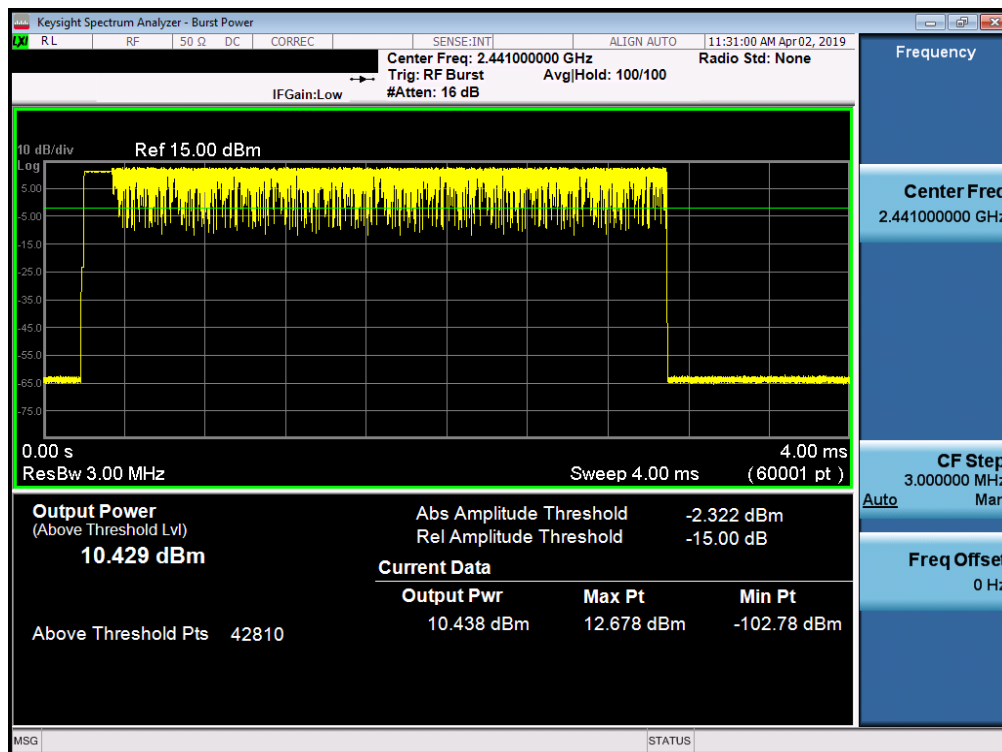 Keysight Spectrum Analyzer - Burst Power
LXI RL RF 50 Ω DC CORREC SENSE:INT ALIGN AUTO 11:31:00 AM Apr 02, 2019
Center Freq: 2.441000000 GHz Radio Std: None
Trig: RF Burst Avg|Hold: 100/100
IFGain:Low #Atten: 16 dB
10 dB/div Ref 15.00 dBm
Log
5.00
-5.00
-15.0
-25.0
-35.0
-45.0
-55.0
-65.0
-75.0
0.00 s 4.00 ms
ResBw 3.00 MHz Sweep 4.00 ms (60001 pt)
Output Power
(Above Threshold Lvl)
10.429 dBm
Above Threshold Pts 42810
Abs Amplitude Threshold -2.322 dBm
Rel Amplitude Threshold -15.00 dB
Current Data
Output Pwr Max Pt Min Pt
10.438 dBm 12.678 dBm -102.78 dBm
Frequency
Center Freq
2.441000000 GHz
CF Step
3.000000 MHz
Auto Man
Freq Offset
0 Hz
MSG STATUS